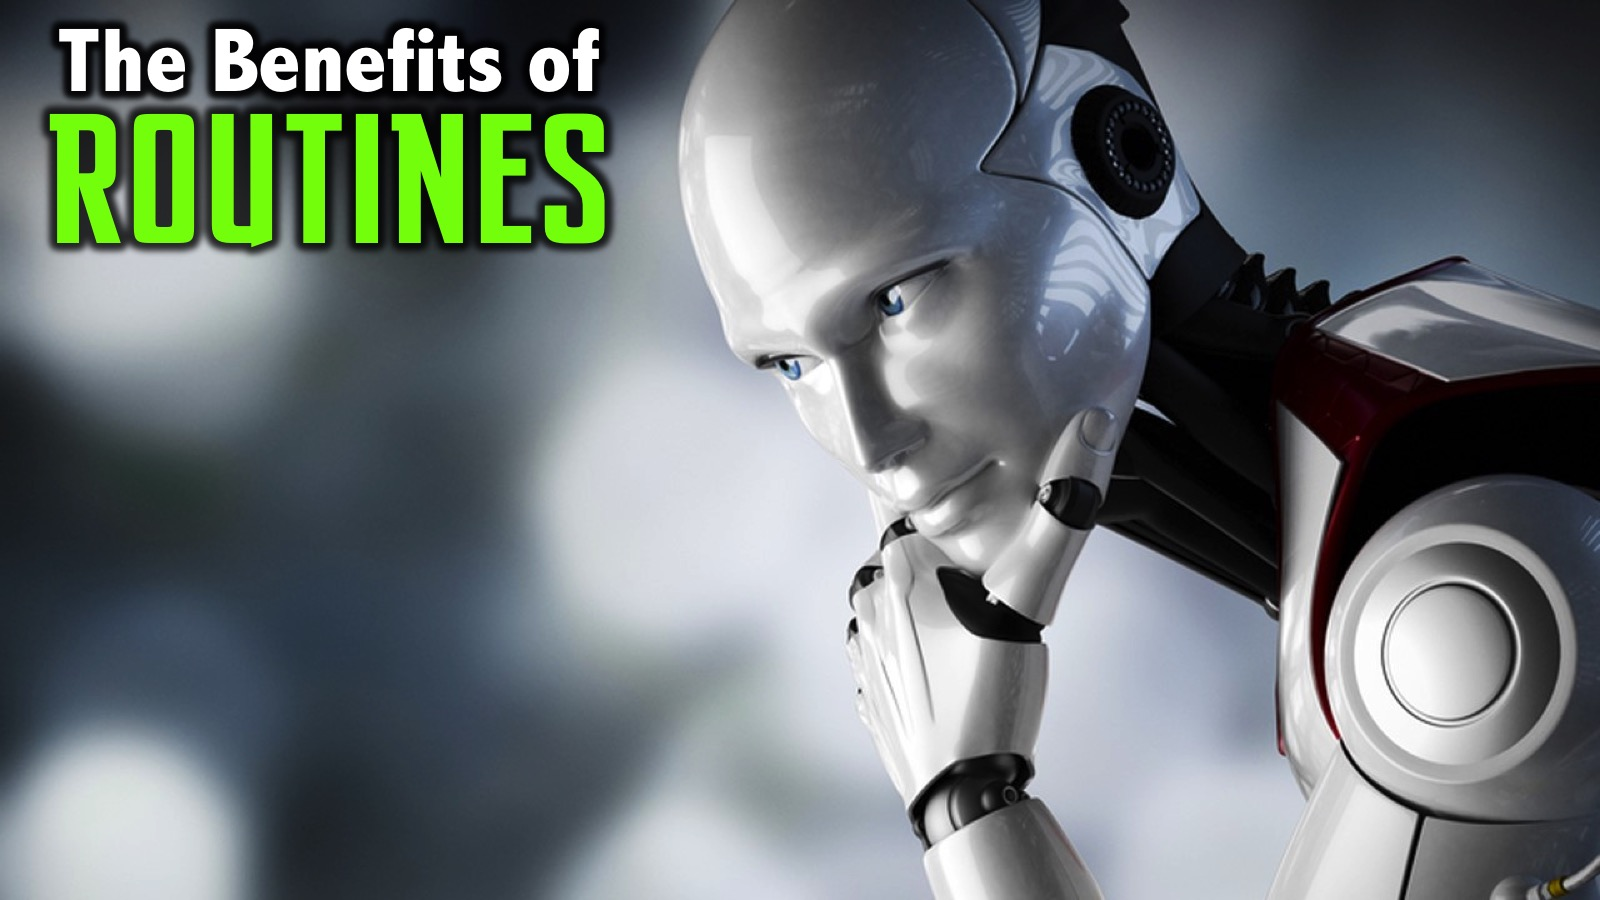 The Benefits of
ROUTINES